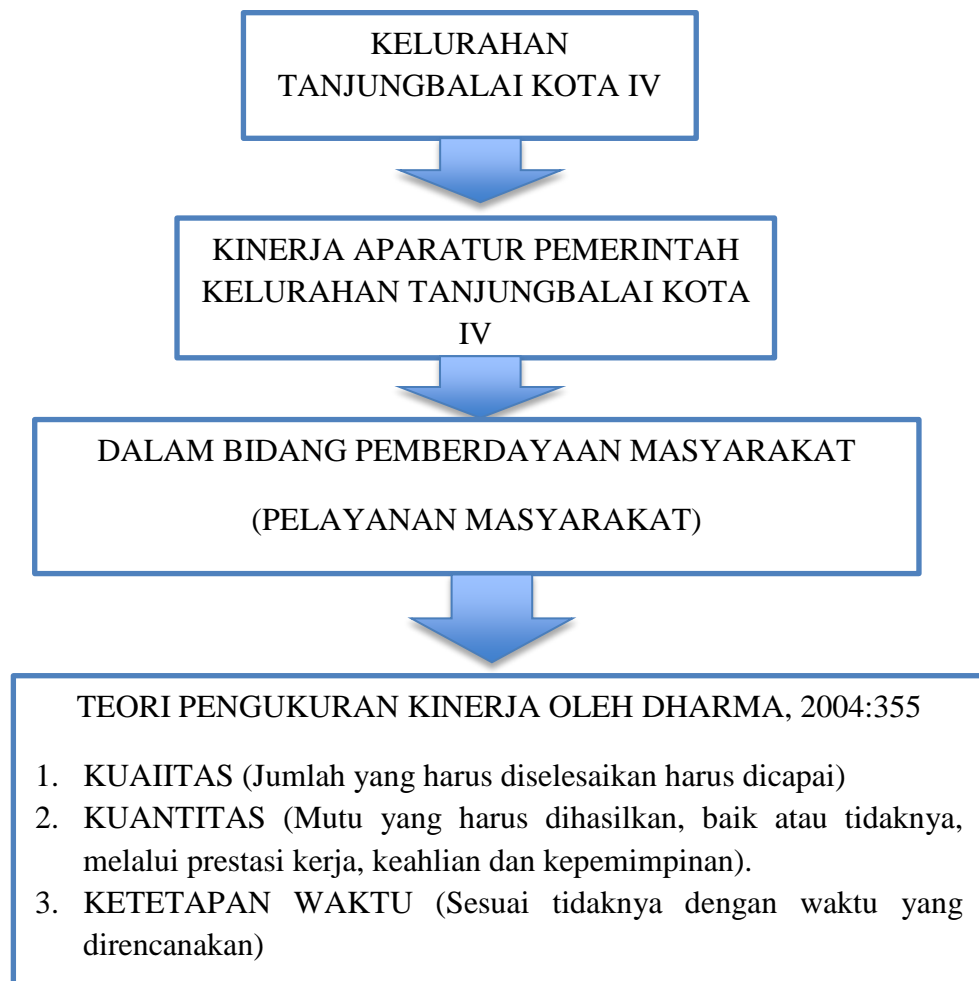 KELURAHAN
TANJUNGBALAI KOTA IV
KINERJA APARATUR PEMERINTAH
KELURAHAN TANJUNGBALAI KOTA
IV
DALAM BIDANG PEMBERDAYAAN MASYARAKAT
(PELAYANAN MASYARAKAT)
TEORI PENGUKURAN KINERJA OLEH DHARMA, 2004:355
1. KUAIITAS (Jumlah yang harus diselesaikan harus dicapai)
2. KUANTITAS (Mutu yang harus dihasilkan, baik atau tidaknya,
melalui prestasi kerja, keahlian dan kepemimpinan).
3. KETETAPAN WAKTU (Sesuai tidaknya dengan waktu yang
direncanakan)